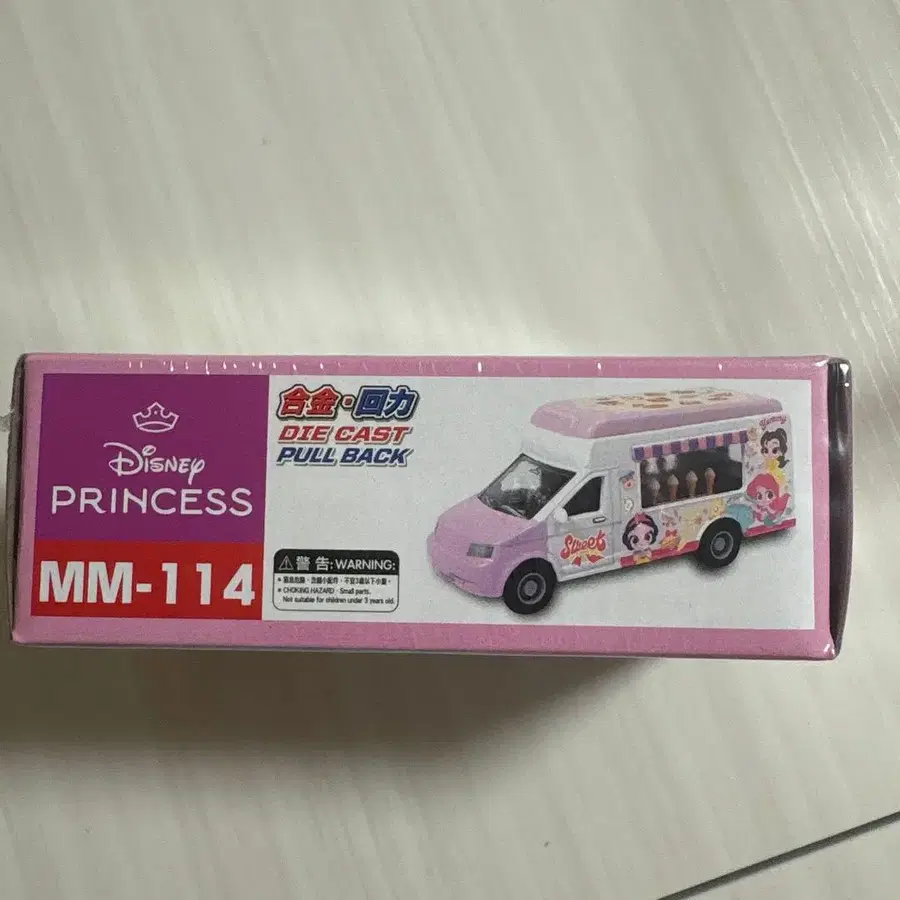 Disney
PRINCESS
MM-114
合金·回力
DIE CAST
PULL BACK
警告:WARNING:
CHOKING HAZARD - Small parts.
Not suitable for children under 3 years old.
Sweet